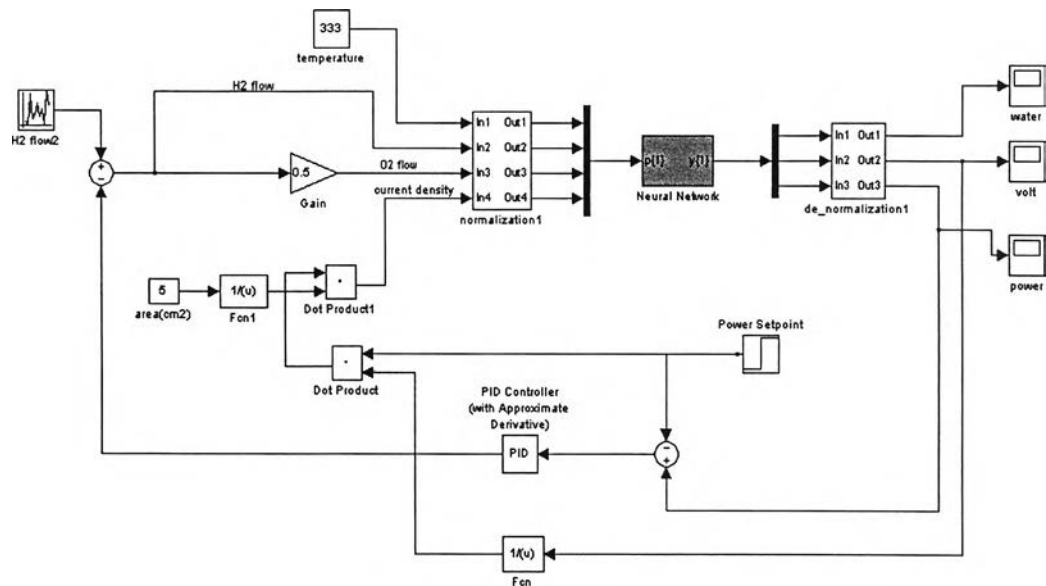 333
temperature
H2 flow
H2 flow2
+
−
0.5
Gain
O2 flow
current density
In1 Out1
In2 Out2
In3 Out3
In4 Out4
normalization1
p{1} y{1}
Neural Network
In1 Out1
In2 Out2
In3 Out3
de_normalization1
water
volt
power
5
area(cm2)
1/(u)
Fcn1
Dot Product1
Dot Product
Power Setpoint
PID Controller
(with Approximate
Derivative)
PID
−
+
1/(u)
Fcn